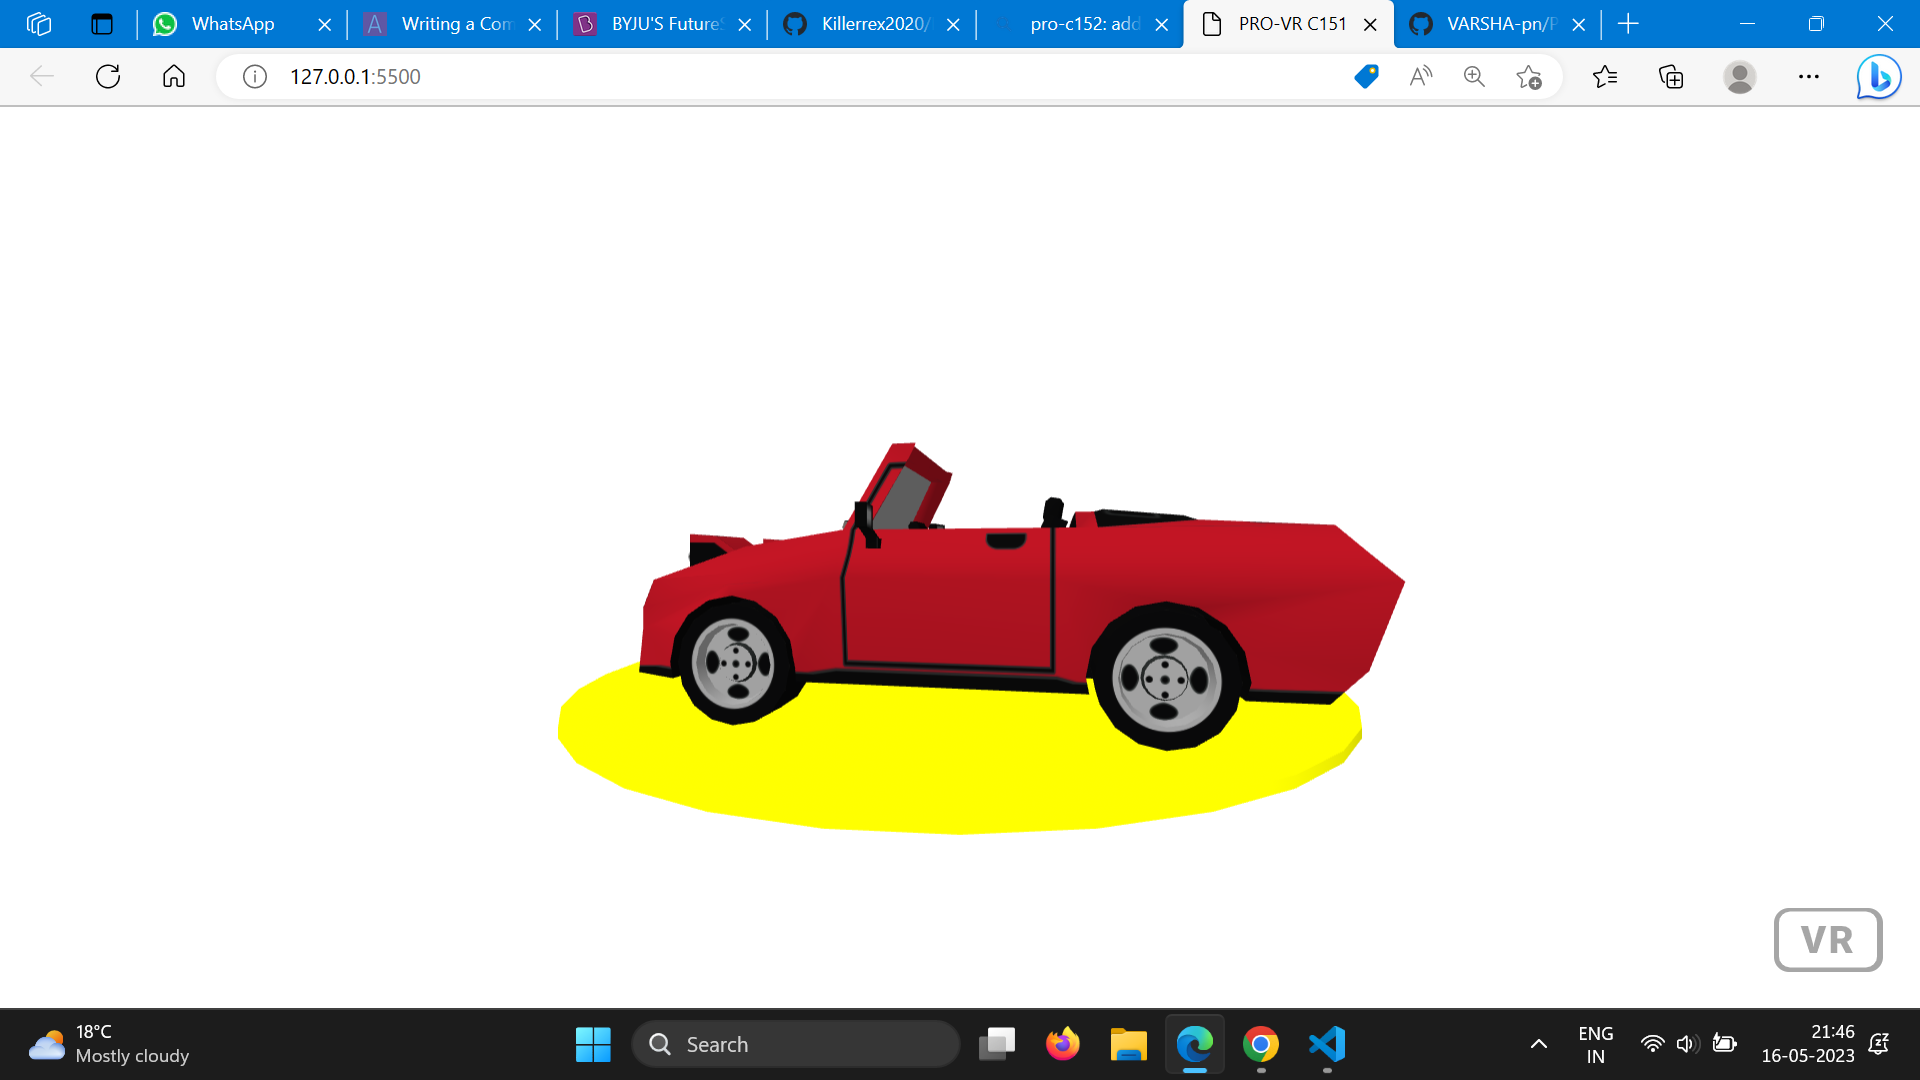 WhatsApp
Writing a Com
BYJU'S Future
Killerrex2020/
pro-c152: add
PRO-VR C151
VARSHA-pn/P
127.0.0.1:5500
VR
18°C
Mostly cloudy
Search
ENG
IN
21:46
16-05-2023